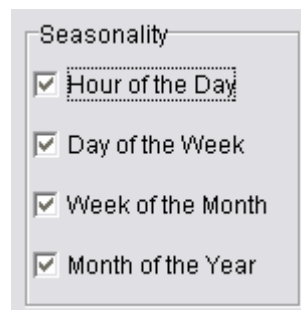 Seasonality
Hour of the Day
Day of the Week
Week of the Month
Month of the Year